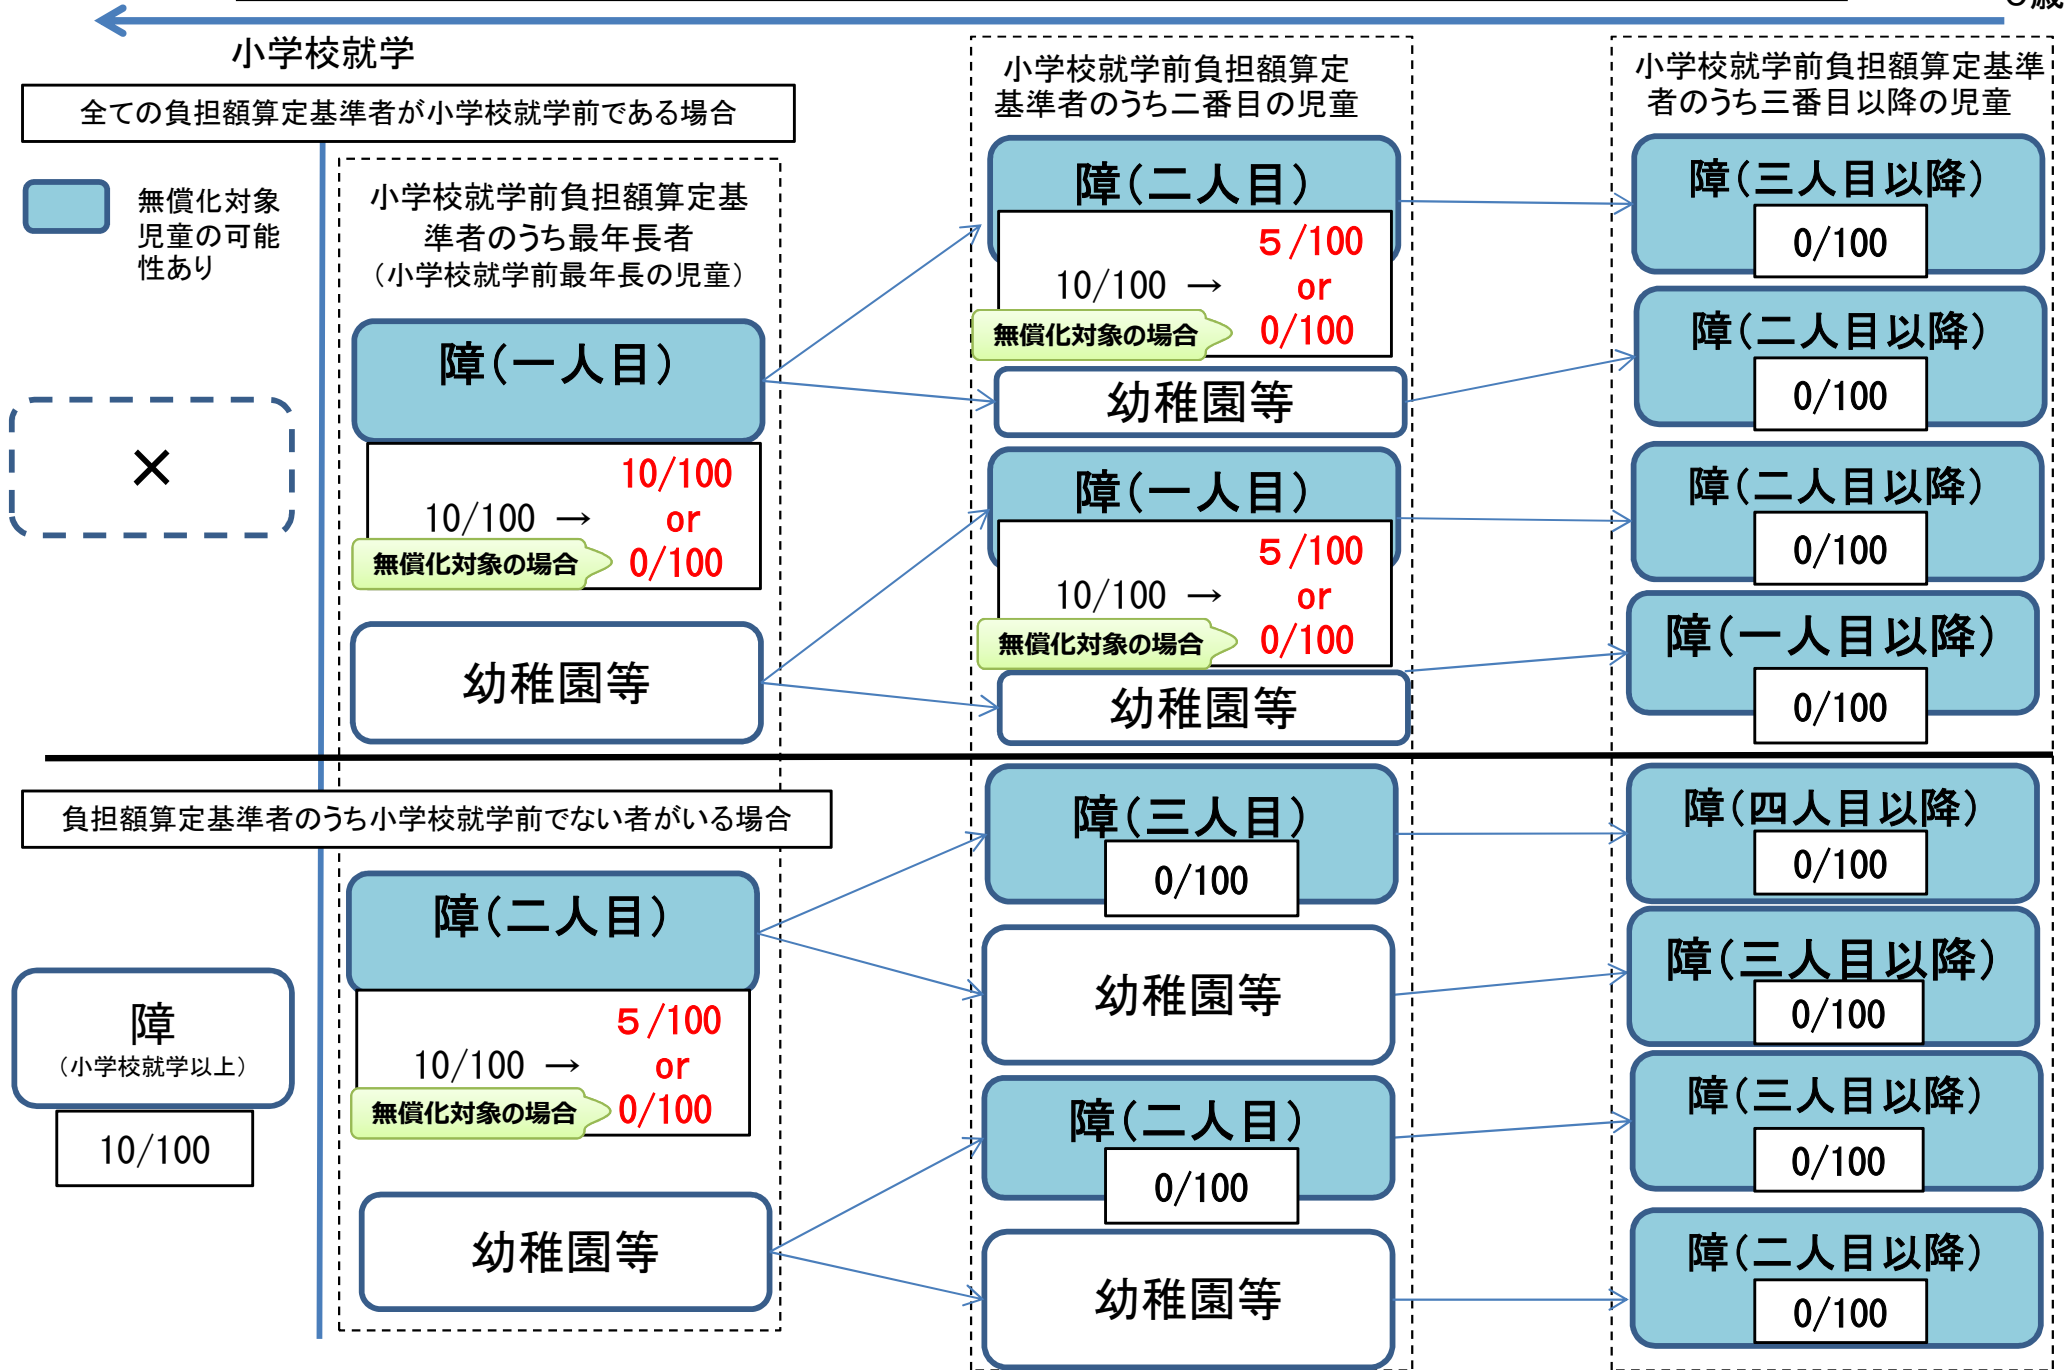 小学校就学
全ての負担額算定基準者が小学校就学前である場合
無償化対象
児童の可能
性あり
×
小学校就学前負担額算定基
準者のうち最年長者
（小学校就学前最年長の児童）
障(一人目)
10/100
10/100 → or
無償化対象の場合 0/100
幼稚園等
小学校就学前負担額算定
基準者のうち二番目の児童
障(二人目)
５/100
10/100 → or
無償化対象の場合 0/100
幼稚園等
障(一人目)
５/100
10/100 → or
無償化対象の場合 0/100
幼稚園等
小学校就学前負担額算定基準
者のうち三番目以降の児童
障(三人目以降)
0/100
障(二人目以降)
0/100
障(二人目以降)
0/100
障(一人目以降)
0/100
負担額算定基準者のうち小学校就学前でない者がいる場合
障
（小学校就学以上）
10/100
障(二人目)
５/100
10/100 → or
無償化対象の場合 0/100
幼稚園等
障(三人目)
0/100
幼稚園等
障(二人目)
0/100
幼稚園等
障(四人目以降)
0/100
障(三人目以降)
0/100
障(三人目以降)
0/100
障(二人目以降)
0/100